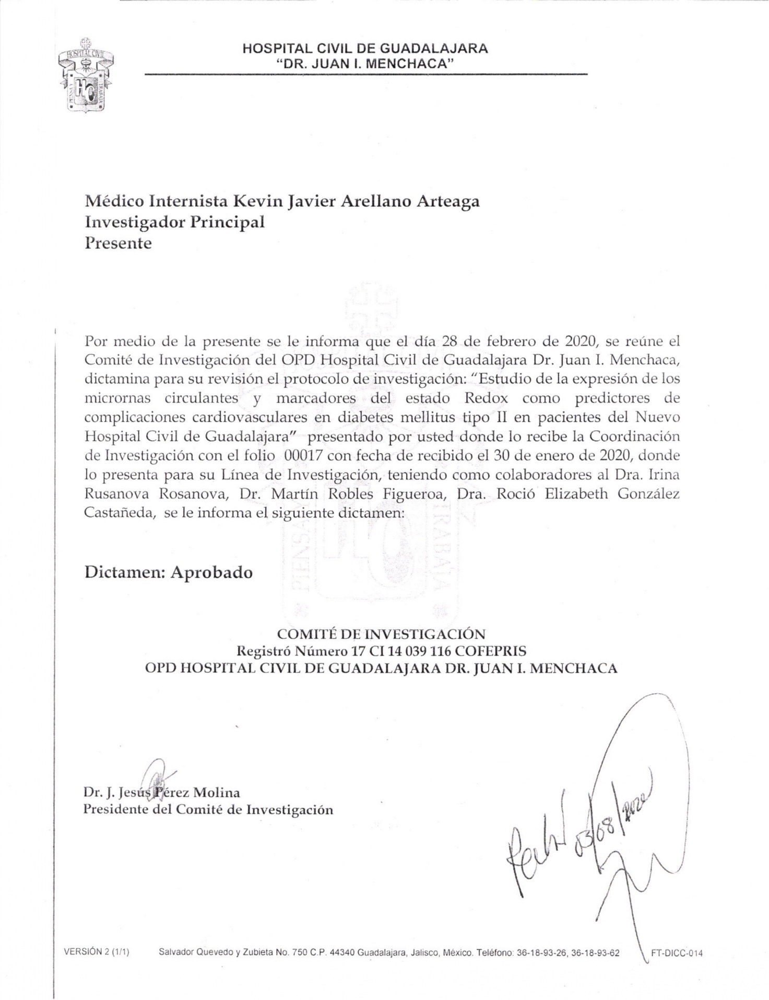 HOSPITAL CIVIL
PIENSA Y
TRABAJA
HC
HOSPITAL CIVIL DE GUADALAJARA
“DR. JUAN I. MENCHACA”
Médico Internista Kevin Javier Arellano Arteaga
Investigador Principal
Presente
Por medio de la presente se le informa que el día 28 de febrero de 2020, se reúne el
Comité de Investigación del OPD Hospital Civil de Guadalajara Dr. Juan I. Menchaca,
dictamina para su revisión el protocolo de investigación: “Estudio de la expresión de los
micrornas circulantes y marcadores del estado Redox como predictores de
complicaciones cardiovasculares en diabetes mellitus tipo II en pacientes del Nuevo
Hospital Civil de Guadalajara” presentado por usted donde lo recibe la Coordinación
de Investigación con el folio 00017 con fecha de recibido el 30 de enero de 2020, donde
lo presenta para su Línea de Investigación, teniendo como colaboradores al Dra. Irina
Rusanova Rosanova, Dr. Martín Robles Figueroa, Dra. Roció Elizabeth González
Castañeda, se le informa el siguiente dictamen:
Dictamen: Aprobado
COMITÉ DE INVESTIGACIÓN
Registró Número 17 CI 14 039 116 COFEPRIS
OPD HOSPITAL CIVIL DE GUADALAJARA DR. JUAN I. MENCHACA
Dr. J. Jesús Pérez Molina
Presidente del Comité de Investigación
03/08/2020
VERSIÓN 2 (1/1) Salvador Quevedo y Zubieta No. 750 C.P. 44340 Guadalajara, Jalisco, México. Teléfono: 36-18-93-26, 36-18-93-62 FT-DICC-014